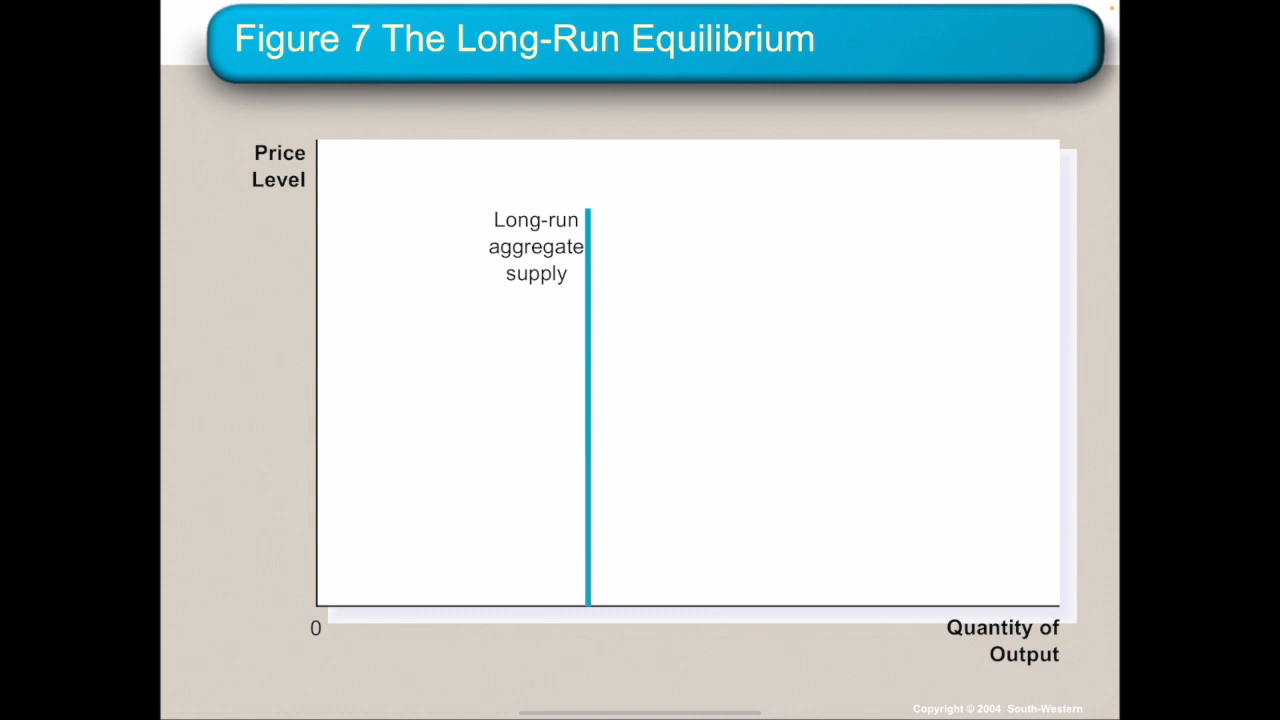 Figure 7 The Long-Run Equilibrium
Price
Level
Long-run
aggregate
supply
0
Quantity of
Output
Copyright © 2004 South-Western